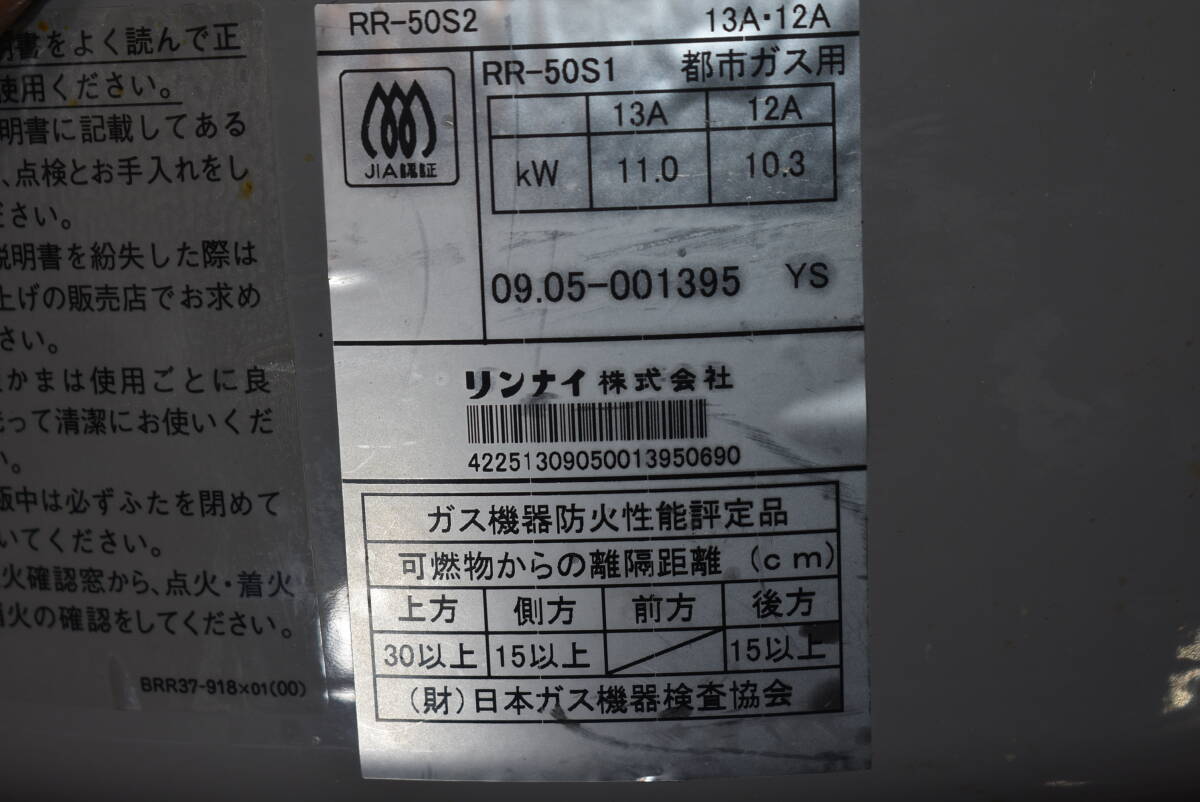 明書をよく読んで正
使用ください。
明書に記載してある
、点検とお手入れをし
ださい。
説明書を紛失した際は
上げの販売店でお求め
さい。
かまは使用ごとに良
って清潔にお使いくだ
い。
飯中は必ずふたを閉めて
いてください。
火確認窓から、点火・着火
消火の確認をしてください。
BRR37-918×01(00)
RR-50S2 13A・12A
JIA認証
RR-50S1 都市ガス用
13A 12A
kW 11.0 10.3
09.05-001395 YS
リンナイ株式会社
42251309050013950690
ガス機器防火性能評定品
可燃物からの離隔距離 (cm)
上方 側方 前方 後方
30以上 15以上 15以上
(財)日本ガス機器検査協会